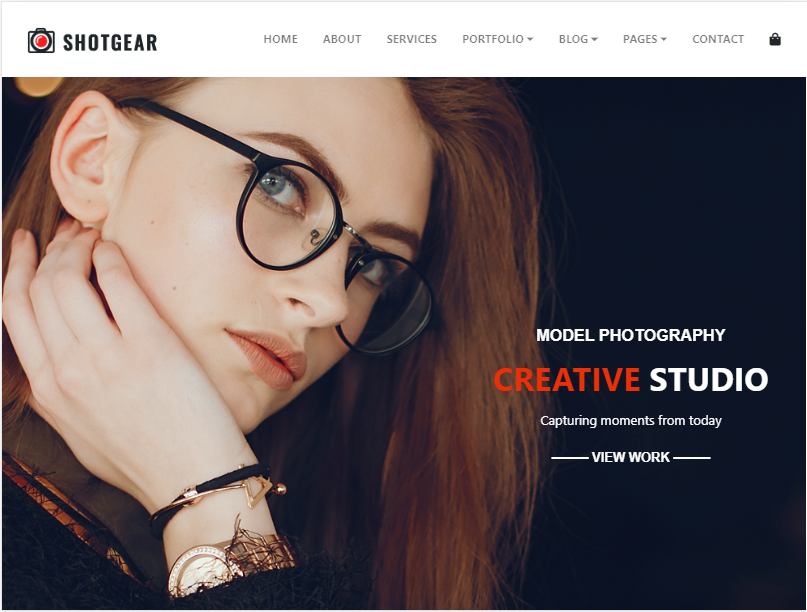 SHOTGEAR
HOME ABOUT SERVICES PORTFOLIO BLOG PAGES CONTACT
MODEL PHOTOGRAPHY
CREATIVE STUDIO
Capturing moments from today
VIEW WORK